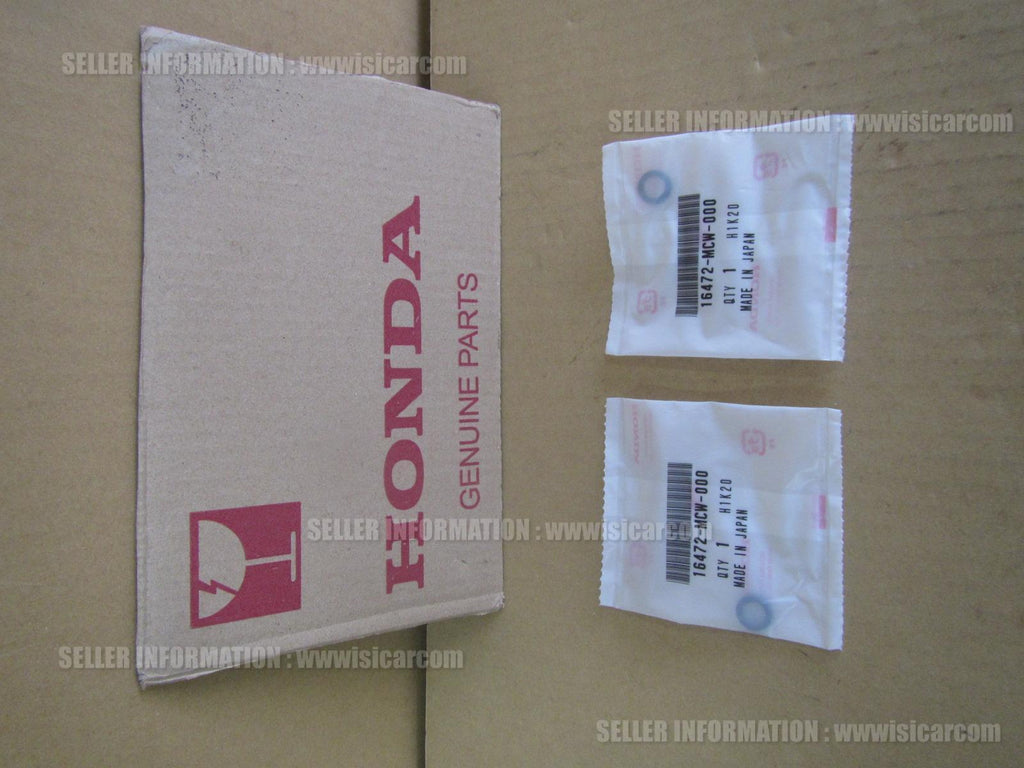 SELLER INFORMATION : wwwisicarcom
SELLER INFORMATION : wwwisicarcom
HONDA
GENUINE PARTS
16472-MCW-000
QTY 1 H1K20
MADE IN JAPAN
16472-MCW-000
QTY 1 H1K20
MADE IN JAPAN
SELLER INFORMATION : wwwisicarcom
SELLER INFORMATION : wwwisicarcom
SELLER INFORMATION : wwwisicarcom